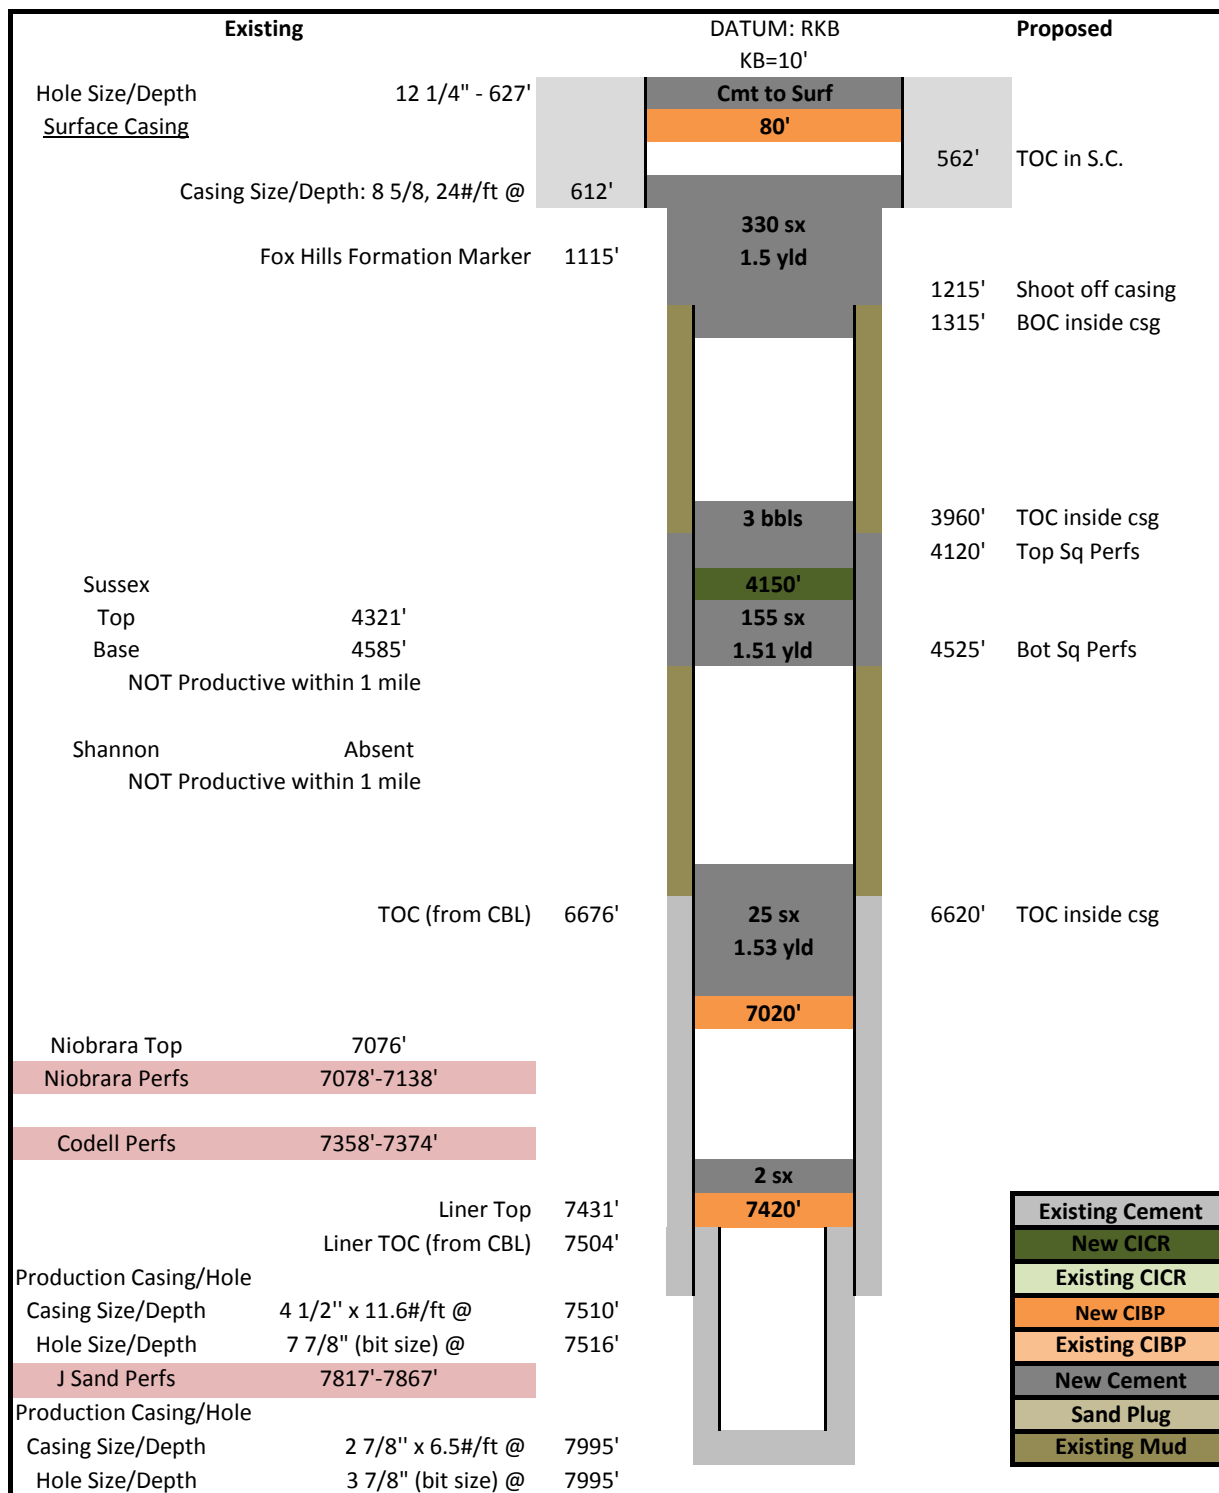 Existing DATUM: RKB Proposed
KB=10'
Hole Size/Depth 12 1/4" - 627' Cmt to Surf
Surface Casing 80'
562' TOC in S.C.
Casing Size/Depth: 8 5/8, 24#/ft @ 612'
330 sx
Fox Hills Formation Marker 1115' 1.5 yld
1215' Shoot off casing
1315' BOC inside csg
3 bbls 3960' TOC inside csg
4120' Top Sq Perfs
Sussex 4150'
Top 4321' 155 sx
Base 4585' 1.51 yld 4525' Bot Sq Perfs
NOT Productive within 1 mile
Shannon Absent
NOT Productive within 1 mile
TOC (from CBL) 6676' 25 sx 6620' TOC inside csg
1.53 yld
7020'
Niobrara Top 7076'
Niobrara Perfs 7078'-7138'
Codell Perfs 7358'-7374'
2 sx
Liner Top 7431' 7420' Existing Cement
Liner TOC (from CBL) 7504' New CICR
Production Casing/Hole Existing CICR
Casing Size/Depth 4 1/2'' x 11.6#/ft @ 7510' New CIBP
Hole Size/Depth 7 7/8" (bit size) @ 7516' Existing CIBP
J Sand Perfs 7817'-7867' New Cement
Production Casing/Hole Sand Plug
Casing Size/Depth 2 7/8'' x 6.5#/ft @ 7995' Existing Mud
Hole Size/Depth 3 7/8" (bit size) @ 7995'